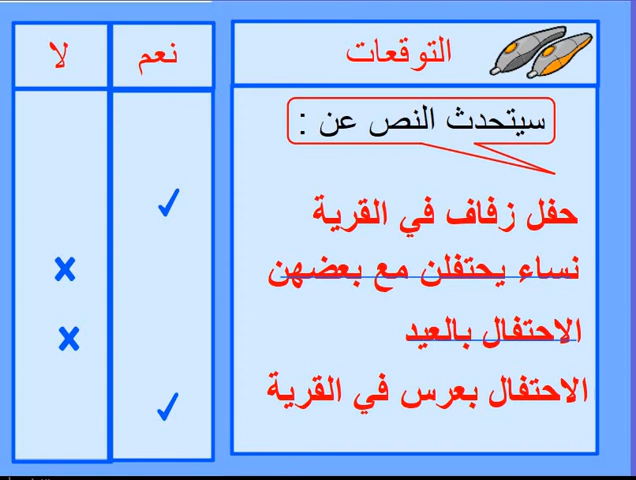 التوقعات
نعم
لا
سيتحدث النص عن :
حفل زفاف في القرية
نساء يحتفلن مع بعضهن
الإحتفال بالعيد
الاحتفال بعرس في القرية